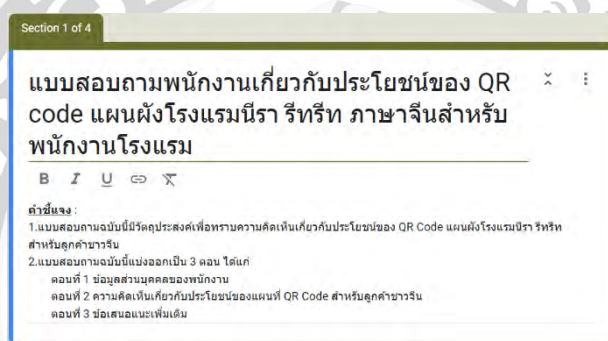 Section 1 of 4
แบบสอบถามพนักงานเกี่ยวกับประโยชน์ของ QR
code แผนผังโรงแรมนีรา รีทรีท ภาษาจีนสำหรับ
พนักงานโรงแรม
B I U
คำชี้แจง :
1.แบบสอบถามฉบับนี้มีวัตถุประสงค์เพื่อทราบความคิดเห็นเกี่ยวกับประโยชน์ของ QR Code แผนผังโรงแรมนีรา รีทรีท
สำหรับลูกค้าชาวจีน
2.แบบสอบถามฉบับนี้แบ่งออกเป็น 3 ตอน ได้แก่
ตอนที่ 1 ข้อมูลส่วนบุคคลของพนักงาน
ตอนที่ 2 ความคิดเห็นเกี่ยวกับประโยชน์ของแผนที่ QR Code สำหรับลูกค้าชาวจีน
ตอนที่ 3 ข้อเสนอแนะเพิ่มเติม